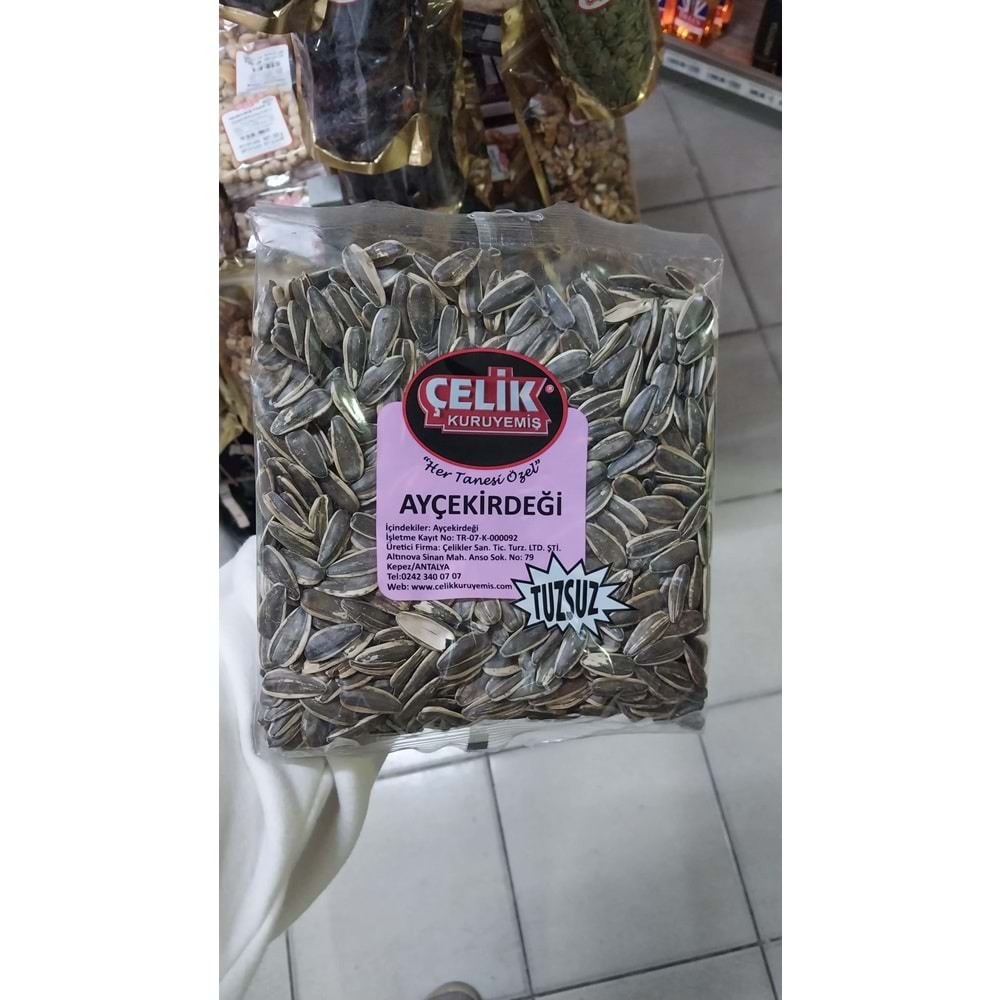 ÇELİK®
KURUYEMİŞ
"Her Tanesi Özel"
AYÇEKİRDEĞİ
İçindekiler: Ayçekirdeği
İşletme Kayıt No: TR-07-K-000092
Üretici Firma: Çelikler San. Tic. Turz. LTD. ŞTİ.
Altınova Sinan Mah. Anso Sok. No: 79
Kepez/ANTALYA
Tel:0242 340 07 07
Web: www.celikkuruyemis.com
TUZSUZ